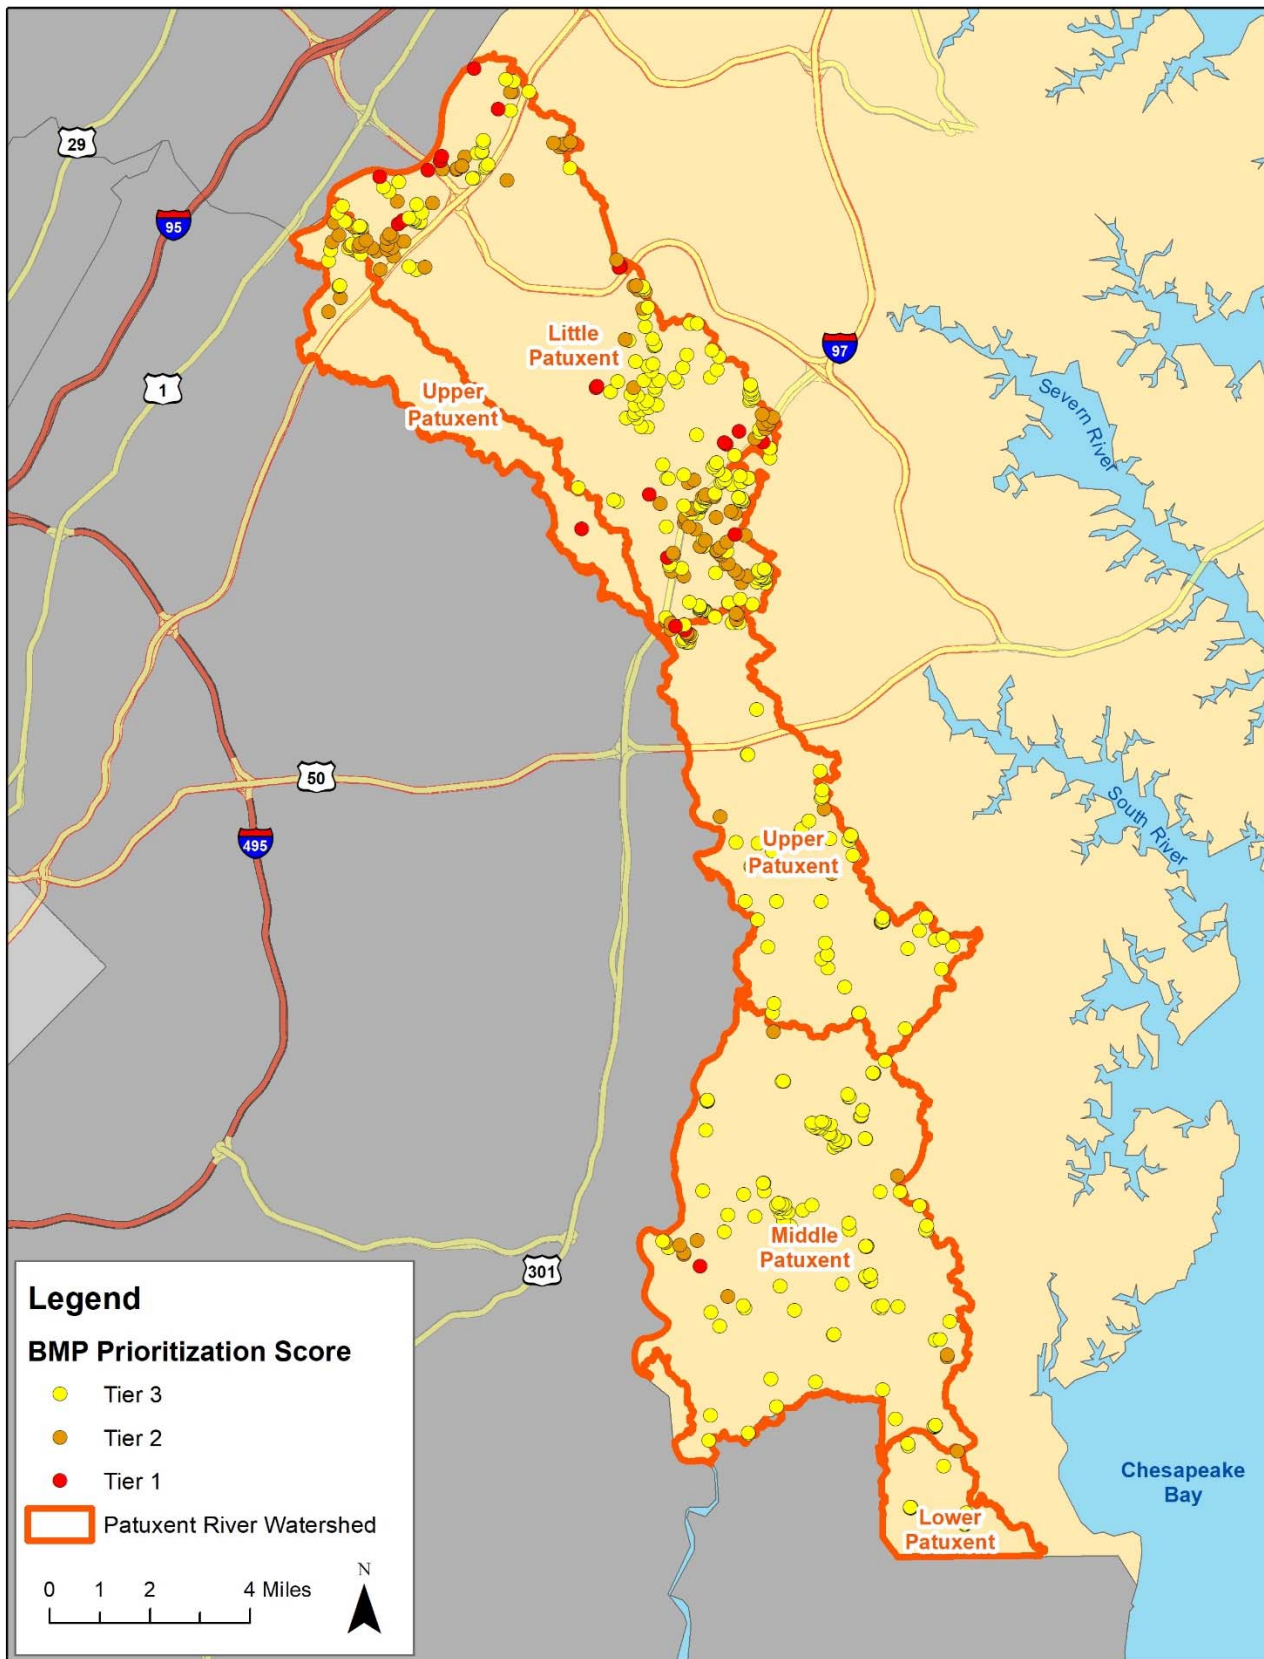 29
95
1
Little
Patuxent
97
Upper
Patuxent
Severn River
50
495
South River
Upper
Patuxent
Middle
Patuxent
301
Legend
BMP Prioritization Score
Tier 3
Tier 2
Tier 1
Patuxent River Watershed
0 1 2 4 Miles
N
Chesapeake
Bay
Lower
Patuxent